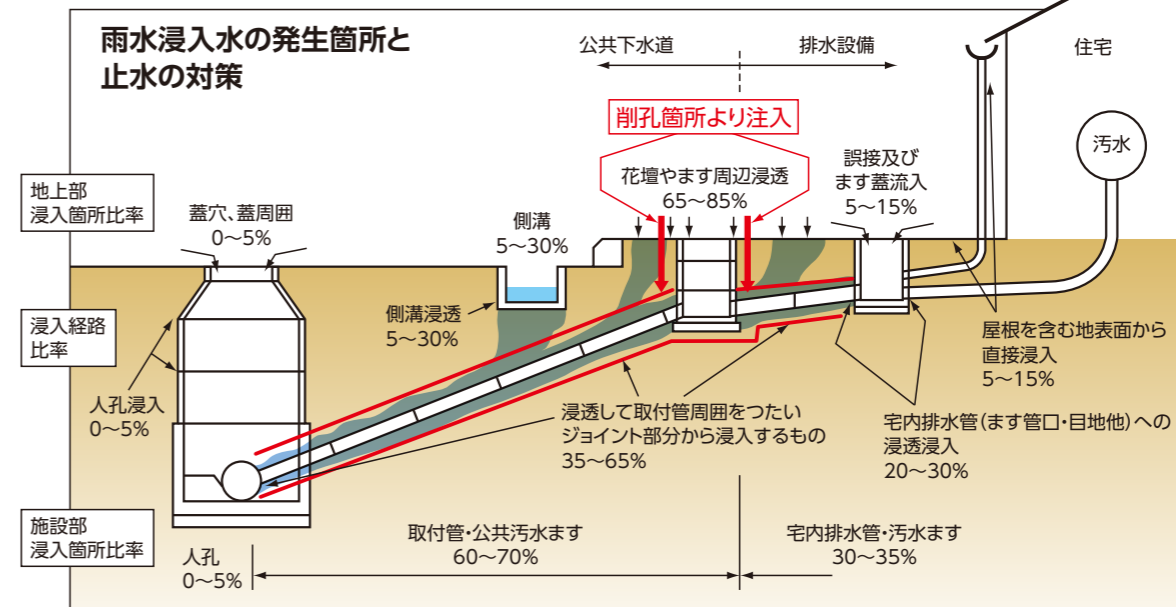 雨水浸入水の発生箇所と
止水の対策
公共下水道
排水設備
住宅
削孔箇所より注入
汚水
花壇やます周辺浸透
65～85%
誤接及び
ます蓋流入
5～15%
地上部
浸入箇所比率
蓋穴、蓋周囲
0～5%
側溝
5～30%
浸入経路
比率
側溝浸透
5～30%
屋根を含む地表面から
直接浸入
5～15%
人孔浸入
0～5%
浸透して取付管周囲をつたい
ジョイント部分から浸入するもの
35～65%
宅内排水管(ます管口・目地他)への
浸透浸入
20～30%
施設部
浸入箇所比率
人孔
0～5%
取付管・公共汚水ます
60～70%
宅内排水管・汚水ます
30～35%